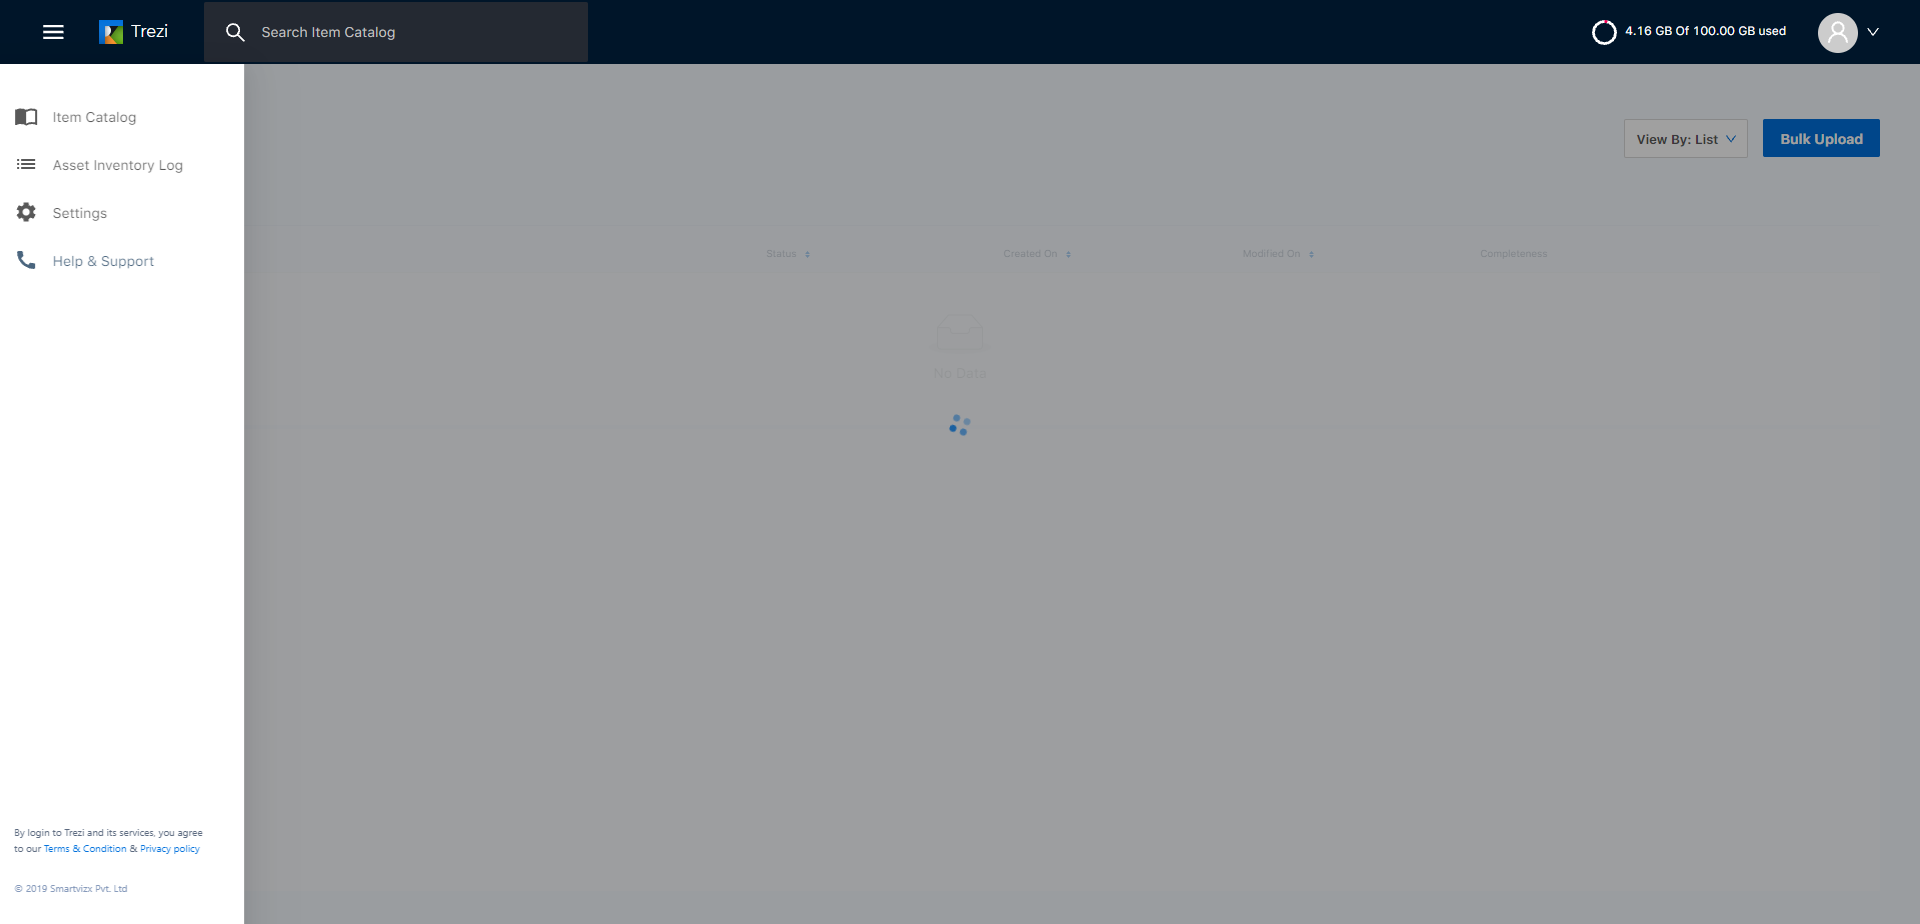 Trezi
Search Item Catalog
4.16 GB Of 100.00 GB used
Item Catalog
Asset Inventory Log
Settings
Help & Support
View By: List
Bulk Upload
Status
Created On
Modified On
Completeness
No Data
By login to Trezi and its services, you agree
to our Terms & Condition & Privacy policy
© 2019 Smartvizx Pvt. Ltd